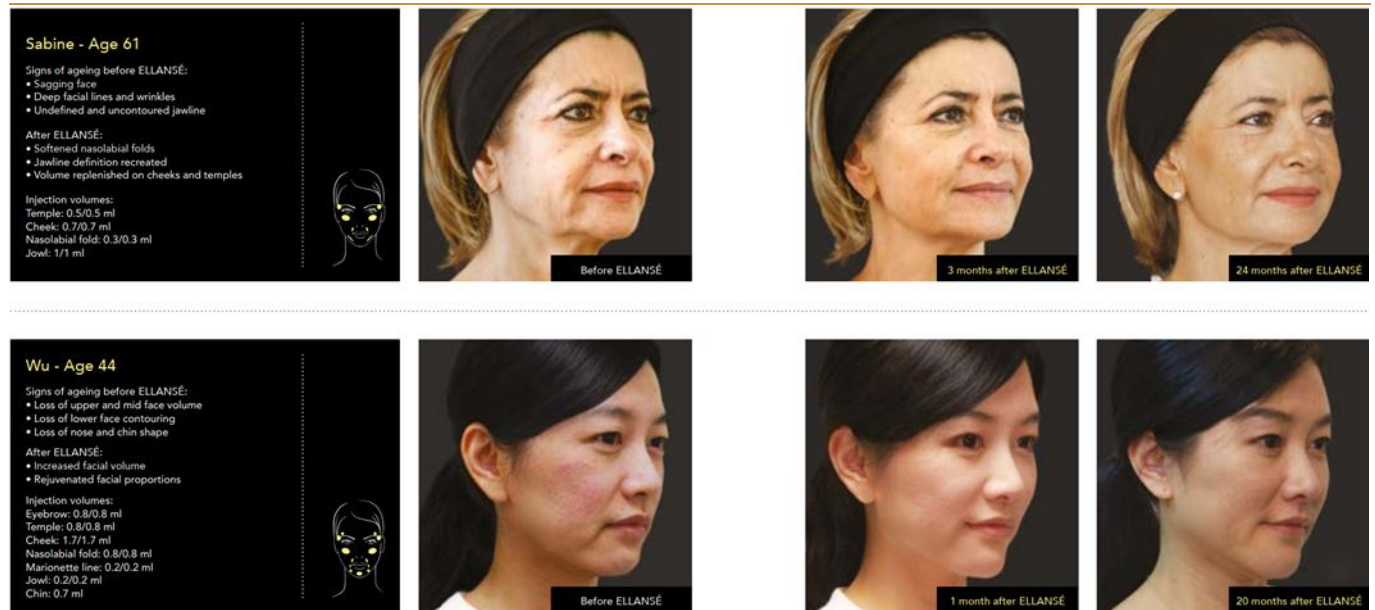 Sabine - Age 61
Signs of ageing before ELLANSÉ:
• Sagging face
• Deep facial lines and wrinkles
• Undefined and uncontoured jawline
After ELLANSÉ:
• Softened nasolabial folds
• Jawline definition recreated
• Volume replenished on cheeks and temples
Injection volumes:
Temple: 0.5/0.5 ml
Cheek: 0.7/0.7 ml
Nasolabial fold: 0.3/0.3 ml
Jowl: 1/1 ml
Before ELLANSÉ
3 months after ELLANSÉ
24 months after ELLANSÉ
Wu - Age 44
Signs of ageing before ELLANSÉ:
• Loss of upper and mid face volume
• Loss of lower face contouring
• Loss of nose and chin shape
After ELLANSÉ:
• Increased facial volume
• Rejuvenated facial proportions
Injection volumes:
Eyebrow: 0.8/0.8 ml
Temple: 0.8/0.8 ml
Cheek: 1.7/1.7 ml
Nasolabial fold: 0.8/0.8 ml
Marionette line: 0.2/0.2 ml
Jowl: 0.2/0.2 ml
Chin: 0.7 ml
Before ELLANSÉ
1 month after ELLANSÉ
20 months after ELLANSÉ